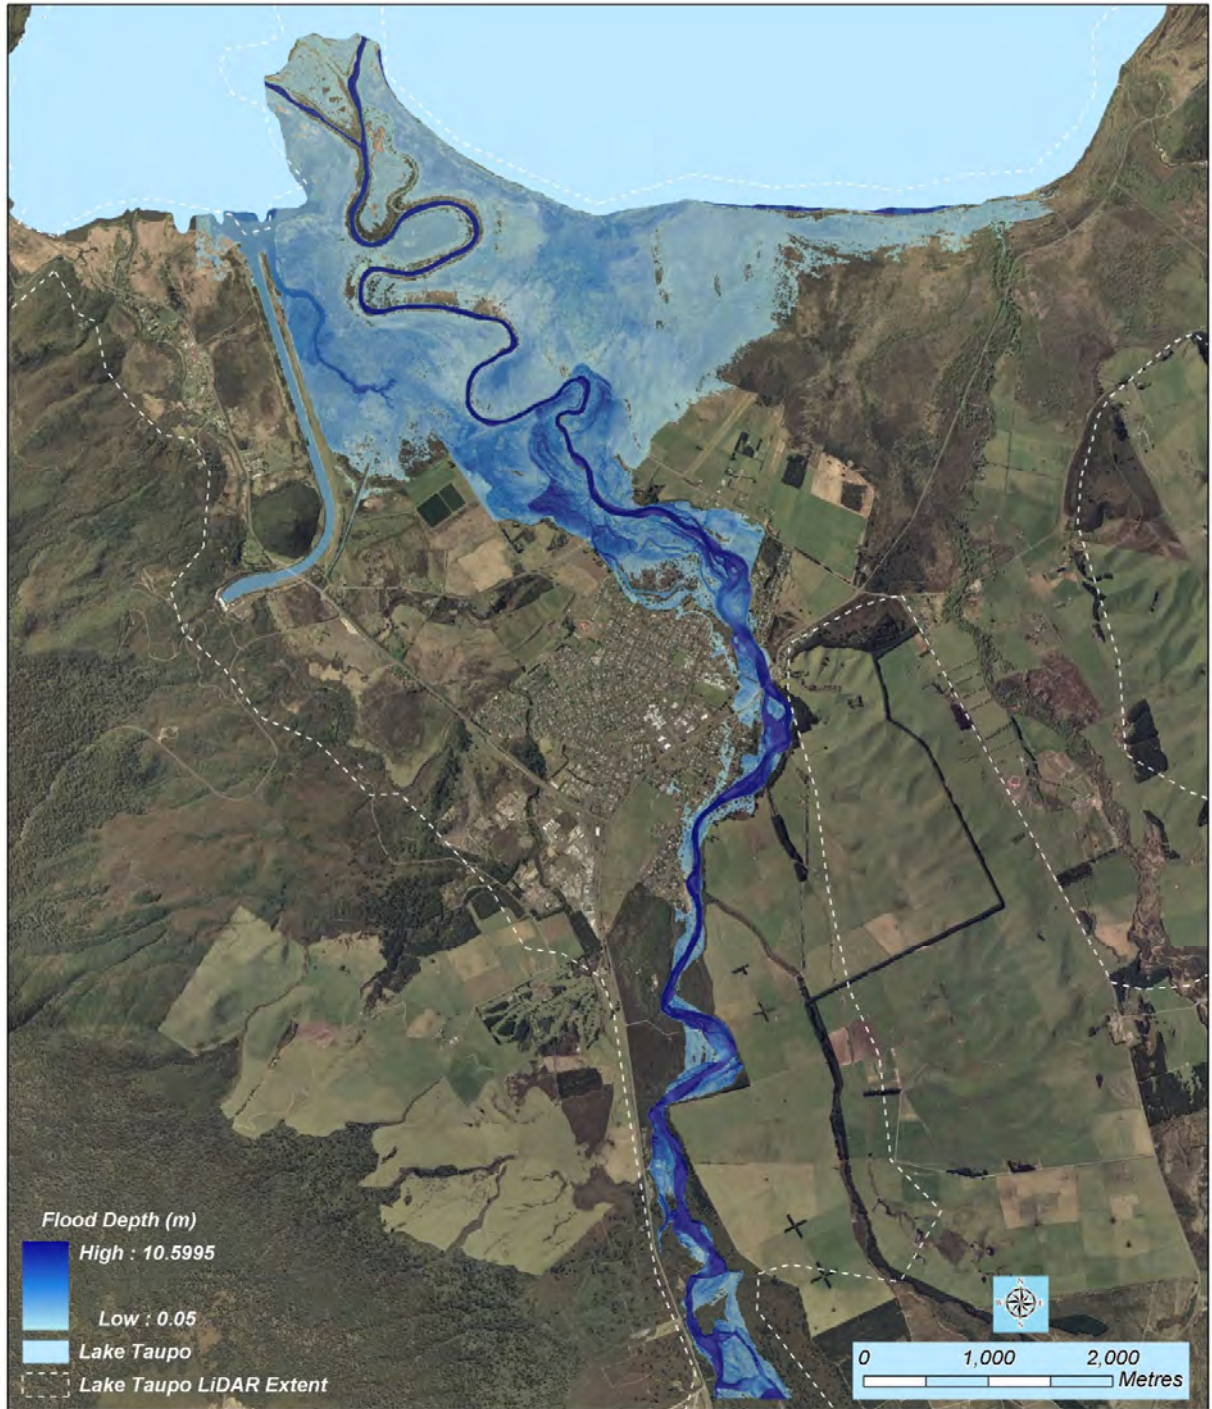 Flood Depth (m)
High : 10.5995
Low : 0.05
Lake Taupo
Lake Taupo LiDAR Extent
N
0 1,000 2,000
Metres